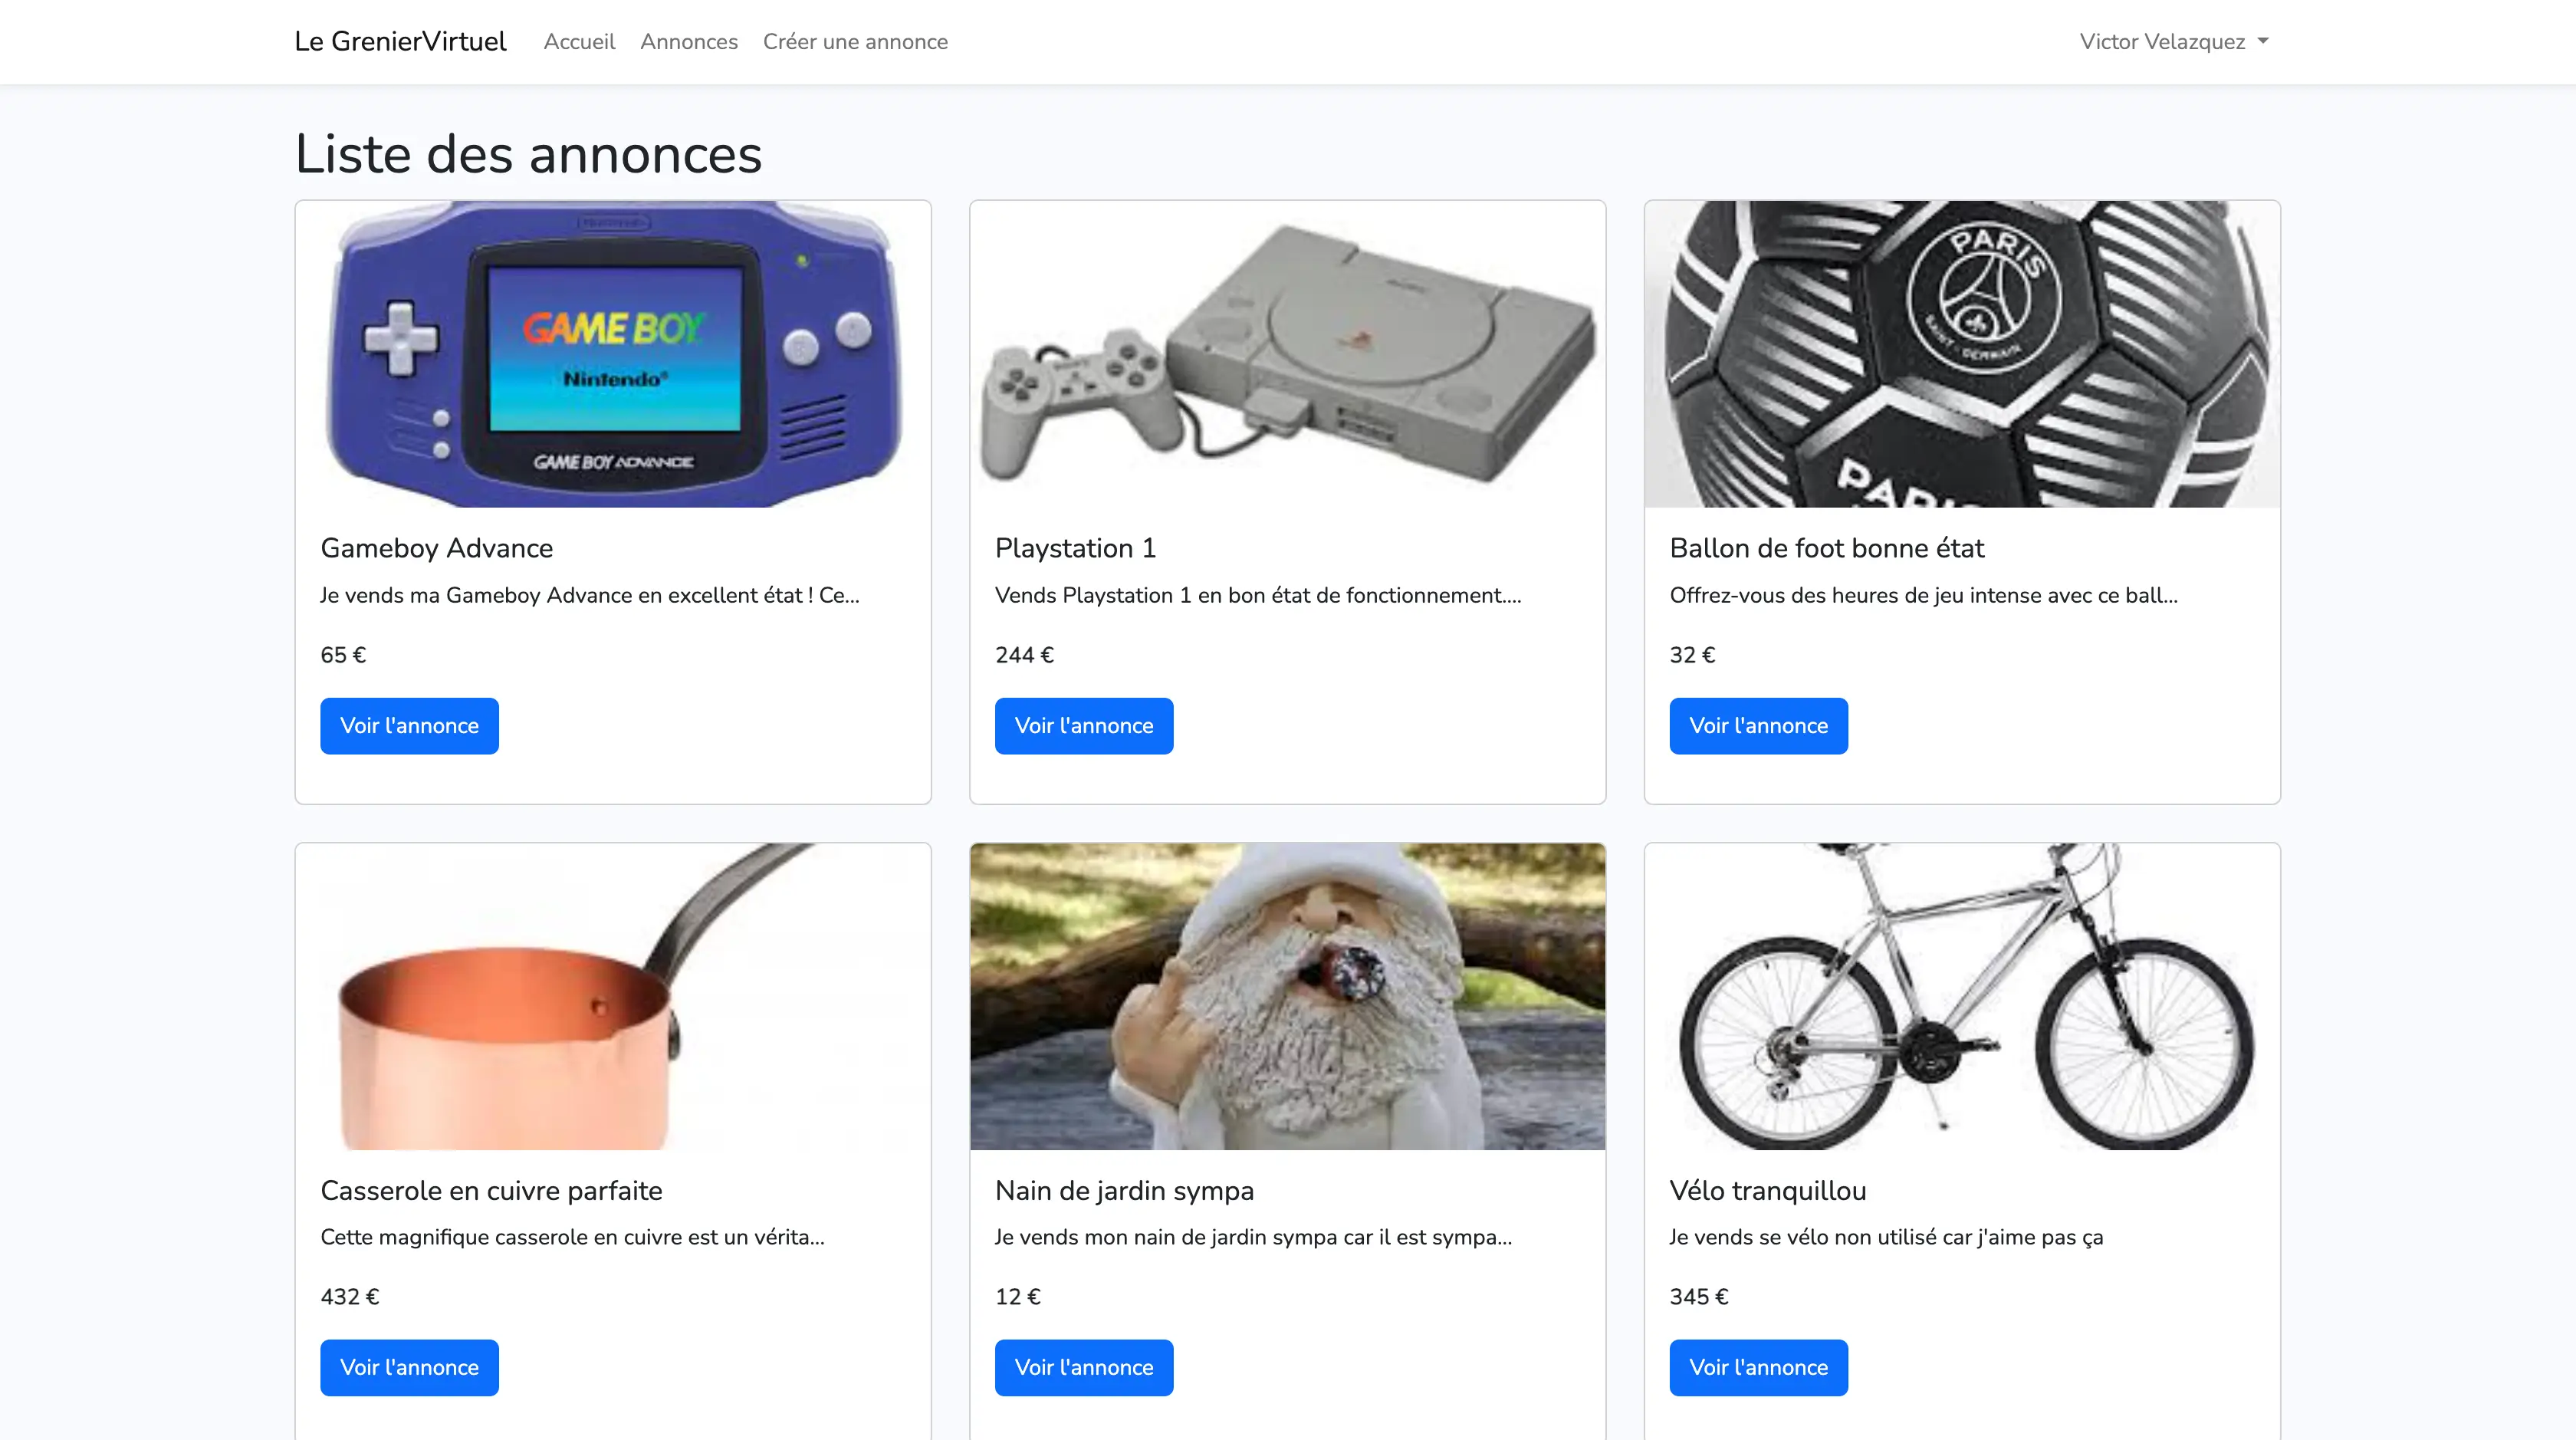 Le GrenierVirtuel Accueil Annonces Créer une annonce Victor Velazquez
Liste des annonces
GAME BOY
Nintendo®
GAME BOY ADVANCE
PARIS
SAINT-GERMAIN
Gameboy Advance
Je vends ma Gameboy Advance en excellent état ! Ce...
65 €
Voir l'annonce
Playstation 1
Vends Playstation 1 en bon état de fonctionnement....
244 €
Voir l'annonce
Ballon de foot bonne état
Offrez-vous des heures de jeu intense avec ce ball...
32 €
Voir l'annonce
Casserole en cuivre parfaite
Cette magnifique casserole en cuivre est un vérita...
432 €
Voir l'annonce
Nain de jardin sympa
Je vends mon nain de jardin sympa car il est sympa...
12 €
Voir l'annonce
Vélo tranquillou
Je vends se vélo non utilisé car j'aime pas ça
345 €
Voir l'annonce